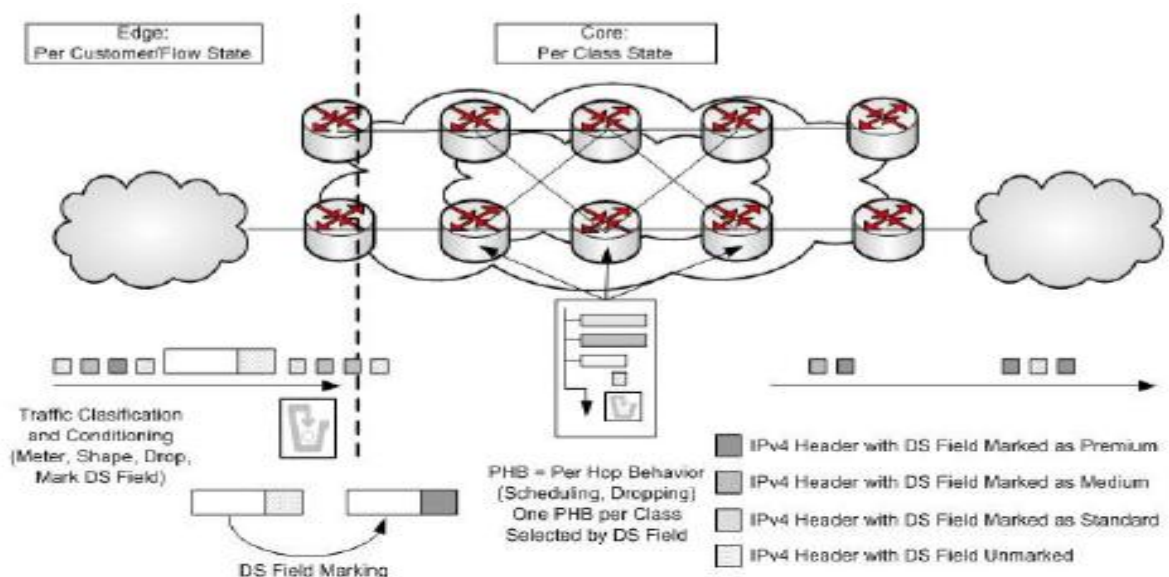 Edge:
Per Customer/Flow State
Core:
Per Class State
Traffic Clasification
and Conditioning
(Meter, Shape, Drop,
Mark DS Field)
DS Field Marking
PHB = Per Hop Behavior
(Scheduling, Dropping)
One PHB per Class
Selected by DS Field
IPv4 Header with DS Field Marked as Premium
IPv4 Header with DS Field Marked as Medium
IPv4 Header with DS Field Marked as Standard
IPv4 Header with DS Field Unmarked